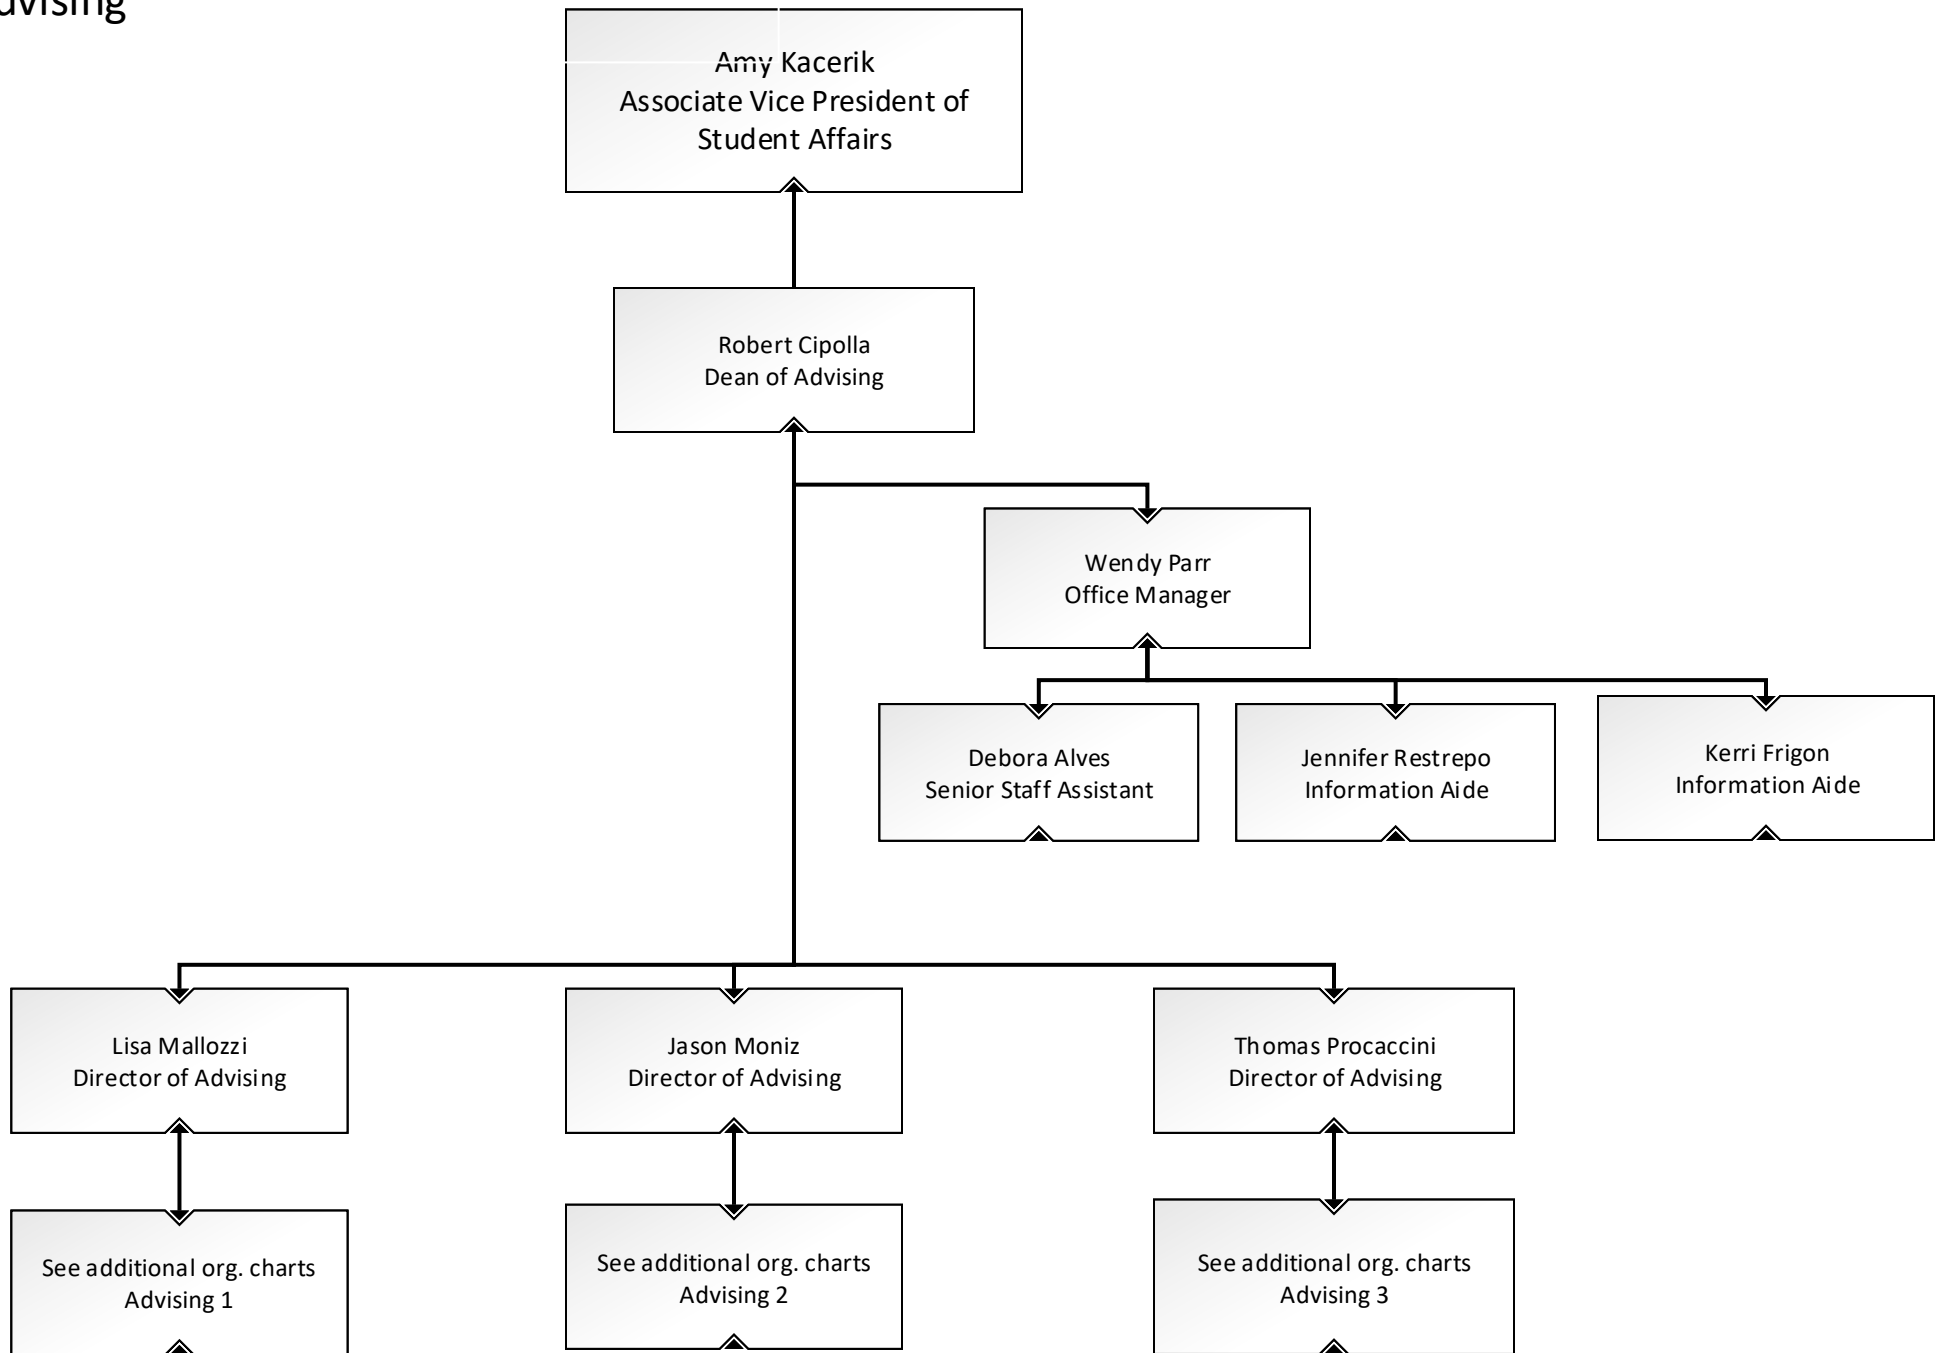 Amy Kacerik
Associate Vice President of
Student Affairs
Robert Cipolla
Dean of Advising
Wendy Parr
Office Manager
Debora Alves
Senior Staff Assistant
Jennifer Restrepo
Information Aide
Kerri Frigon
Information Aide
Lisa Mallozzi
Director of Advising
Jason Moniz
Director of Advising
Thomas Procaccini
Director of Advising
See additional org. charts
Advising 1
See additional org. charts
Advising 2
See additional org. charts
Advising 3